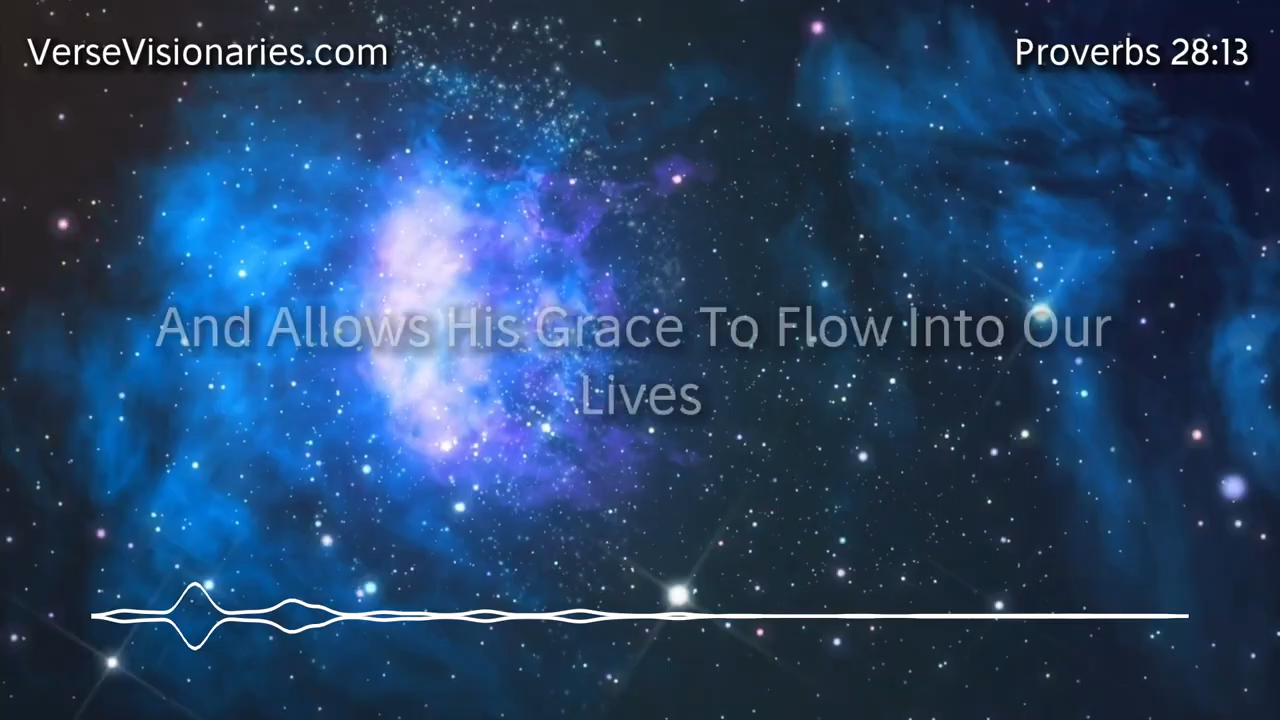 VerseVisionaries.com
Proverbs 28:13
And Allows His Grace To Flow Into Our
Lives